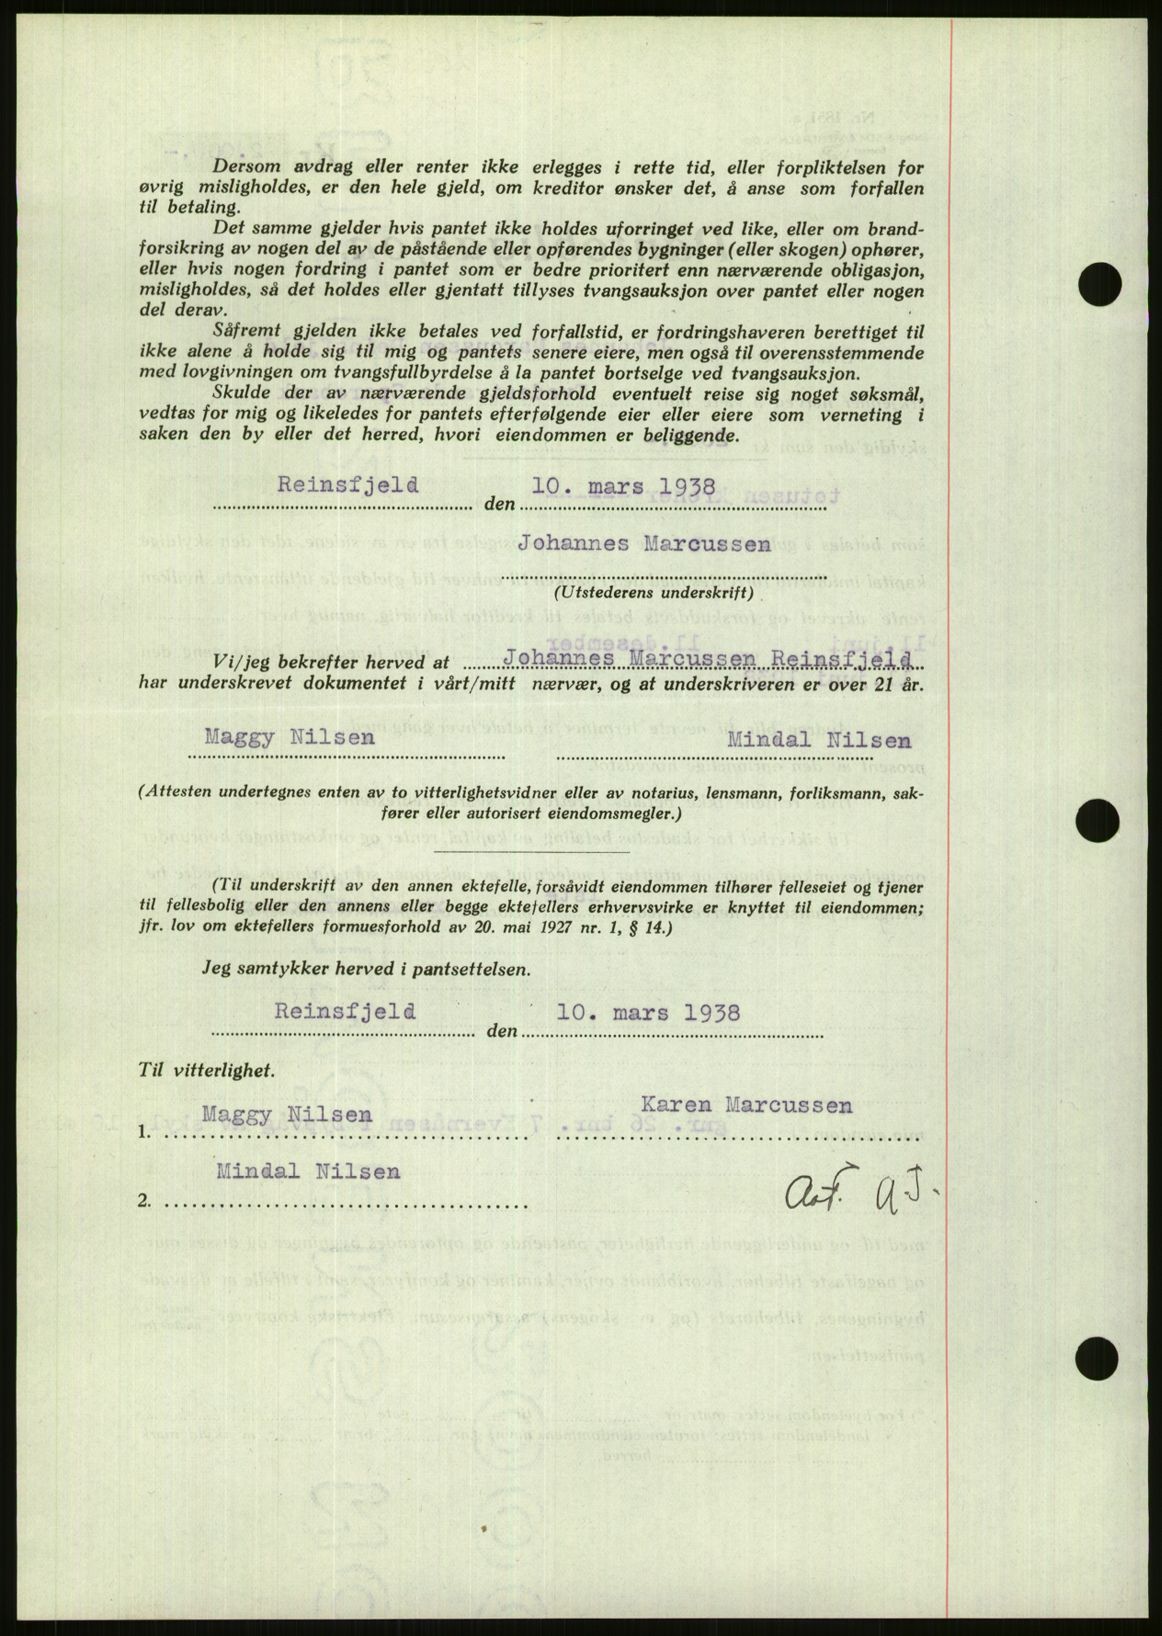 Dersom avdrag eller renter ikke erlegges i rette tid, eller forpliktelsen for
øvrig misligholdes, er den hele gjeld, om kreditor ønsker det, å anse som forfallen
til betaling.
Det samme gjelder hvis pantet ikke holdes uforringet ved like, eller om brand-
forsikring av nogen del av de påstående eller opførendes bygninger (eller skogen) ophører,
eller hvis nogen fordring i pantet som er bedre prioritert enn nærværende obligasjon,
misligholdes, så det holdes eller gjentatt tillyses tvangsauksjon over pantet eller nogen
del derav.
Såfremt gjelden ikke betales ved forfallstid, er fordringshaveren berettiget til
ikke alene å holde sig til mig og pantets senere eiere, men også til overensstemmende
med lovgivningen om tvangsfullbyrdelse å la pantet bortselge ved tvangsauksjon.
Skulde der av nærværende gjeldsforhold eventuelt reise sig noget søksmål,
vedtas for mig og likeledes for pantets efterfølgende eier eller eiere som verneting i
saken den by eller det herred, hvori eiendommen er beliggende.
Reinsfjeld den 10. mars 1938
Johannes Marcussen
(Utstederens underskrift)
Vi/jeg bekrefter herved at Johannes Marcussen Reinsfjeld
har underskrevet dokumentet i vårt/mitt nærvær, og at underskriveren er over 21 år.
Maggy Nilsen Mindal Nilsen
(Attesten undertegnes enten av to vitterlighetsvidner eller av notarius, lensmann, forliksmann, sak-
fører eller autorisert eiendomsmegler.)
(Til underskrift av den annen ektefelle, forsåvidt eiendommen tilhører felleseiet og tjener
til fellesbolig eller den annens eller begge ektefellers erhvervsvirke er knyttet til eiendommen;
jfr. lov om ektefellers formuesforhold av 20. mai 1927 nr. 1, § 14.)
Jeg samtykker herved i pantsettelsen.
Reinsfjeld den 10. mars 1938
Til vitterlighet.
Karen Marcussen
1. Maggy Nilsen
2. Mindal Nilsen